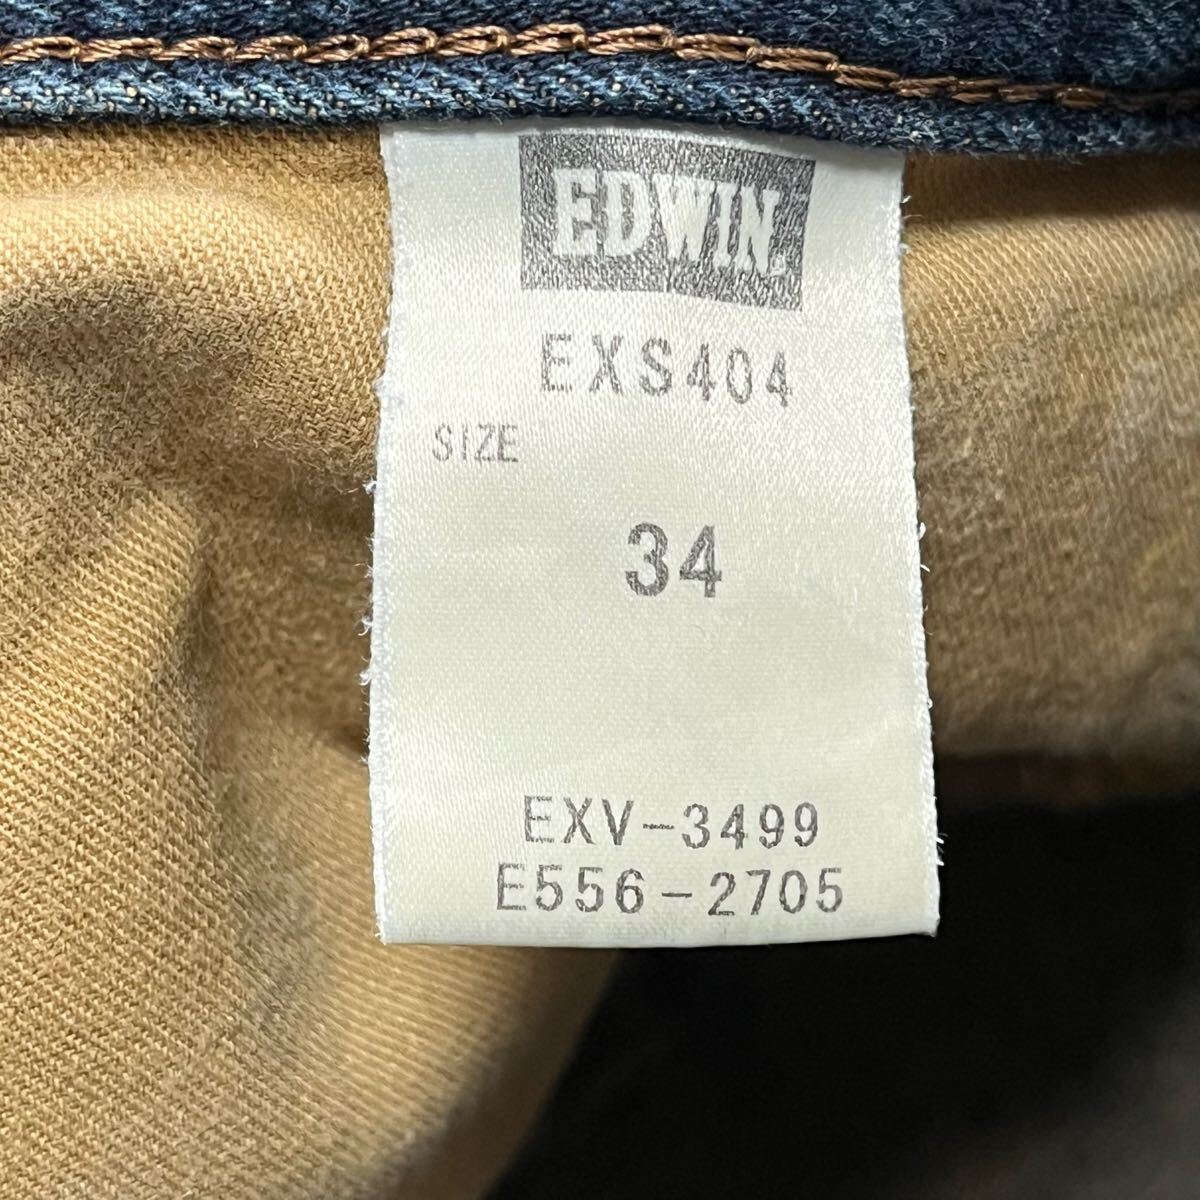 EDWIN
EXS404
SIZE
34
EXV-3499
E556-2705